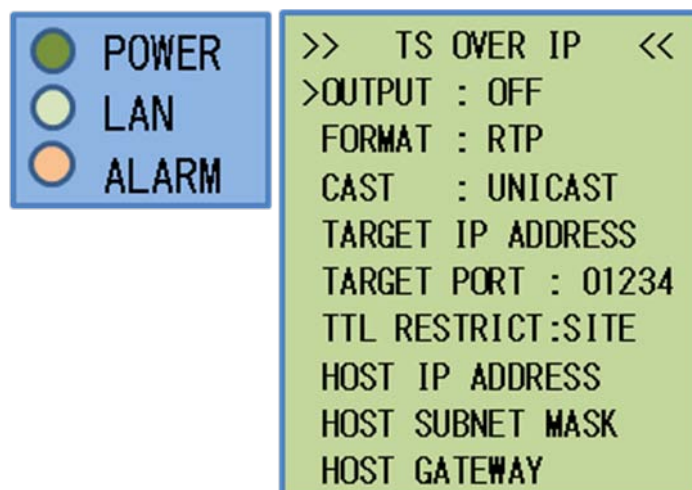 POWER
LAN
ALARM
>> TS OVER IP <<
>OUTPUT : OFF
FORMAT : RTP
CAST : UNICAST
TARGET IP ADDRESS
TARGET PORT : 01234
TTL RESTRICT:SITE
HOST IP ADDRESS
HOST SUBNET MASK
HOST GATEWAY